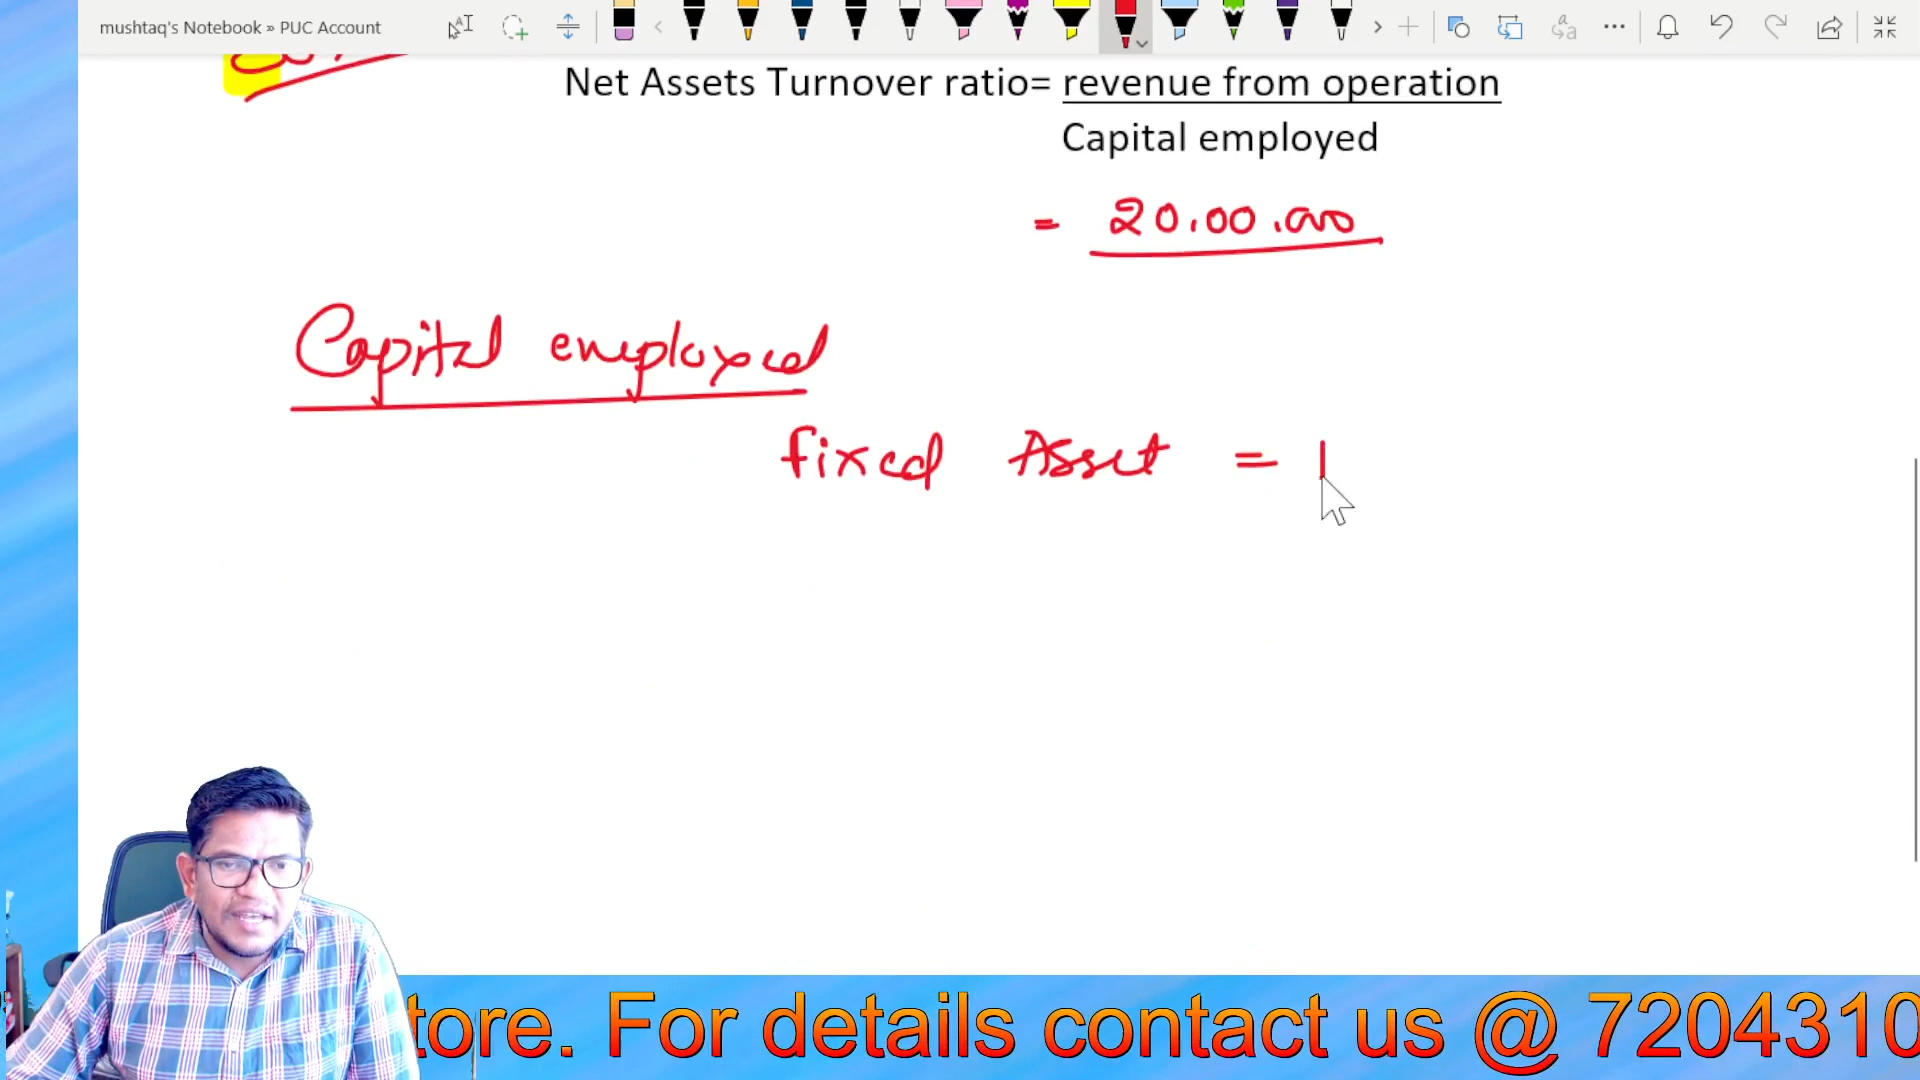 mushtaq's Notebook » PUC Account
Net Assets Turnover ratio= revenue from operation
Capital employed
= 20,00,000
Capital employed
fixed Asset = 1
tore. For details contact us @ 7204310